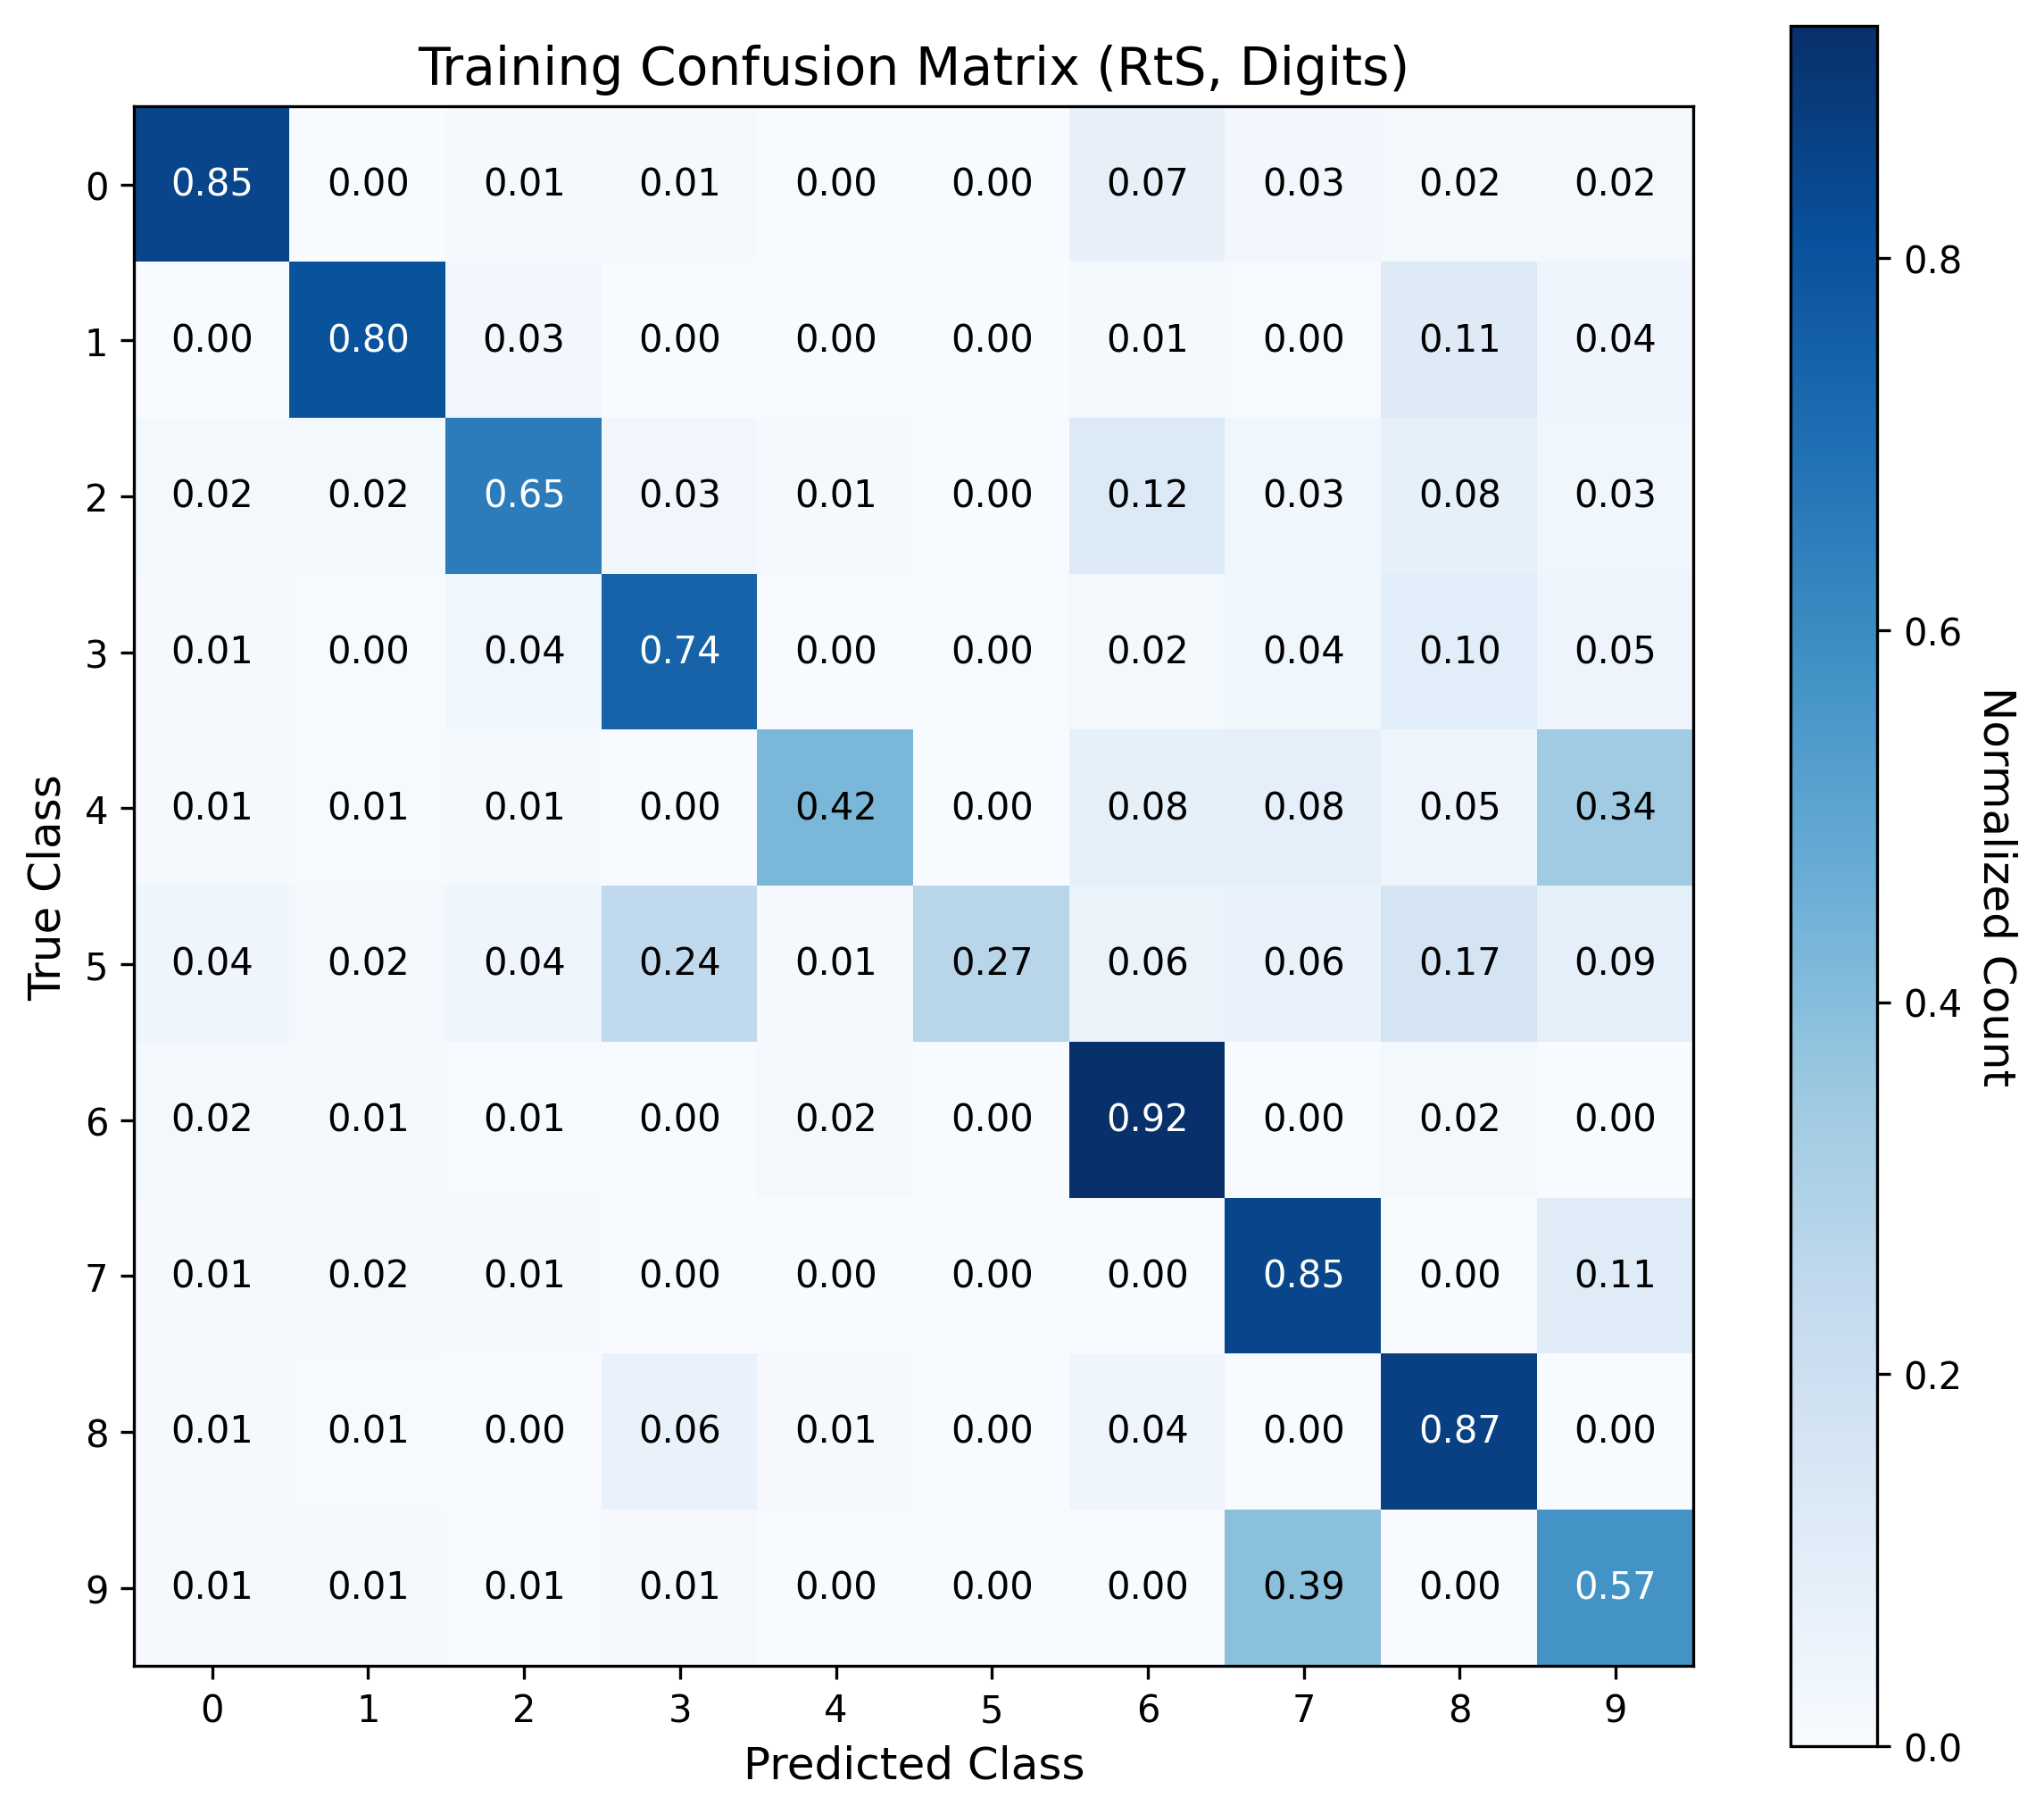 Training Confusion Matrix (RtS, Digits)
0 0.85 0.00 0.01 0.01 0.00 0.00 0.07 0.03 0.02 0.02
1 0.00 0.80 0.03 0.00 0.00 0.00 0.01 0.00 0.11 0.04
2 0.02 0.02 0.65 0.03 0.01 0.00 0.12 0.03 0.08 0.03
3 0.01 0.00 0.04 0.74 0.00 0.00 0.02 0.04 0.10 0.05
4 0.01 0.01 0.01 0.00 0.42 0.00 0.08 0.08 0.05 0.34
5 0.04 0.02 0.04 0.24 0.01 0.27 0.06 0.06 0.17 0.09
6 0.02 0.01 0.01 0.00 0.02 0.00 0.92 0.00 0.02 0.00
7 0.01 0.02 0.01 0.00 0.00 0.00 0.00 0.85 0.00 0.11
8 0.01 0.01 0.00 0.06 0.01 0.00 0.04 0.00 0.87 0.00
9 0.01 0.01 0.01 0.01 0.00 0.00 0.00 0.39 0.00 0.57
0 1 2 3 4 5 6 7 8 9
Predicted Class
True Class
0.8
0.6
0.4
0.2
0.0
Normalized Count